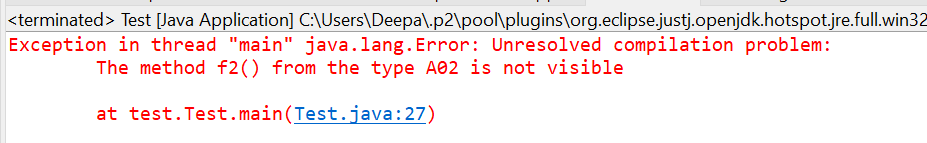 <terminated> Test [Java Application] C:\Users\Deepa\.p2\pool\plugins\org.eclipse.justj.openjdk.hotspot.jre.full.win32
Exception in thread "main" java.lang.Error: Unresolved compilation problem:
The method f2() from the type A02 is not visible
at test.Test.main(Test.java:27)